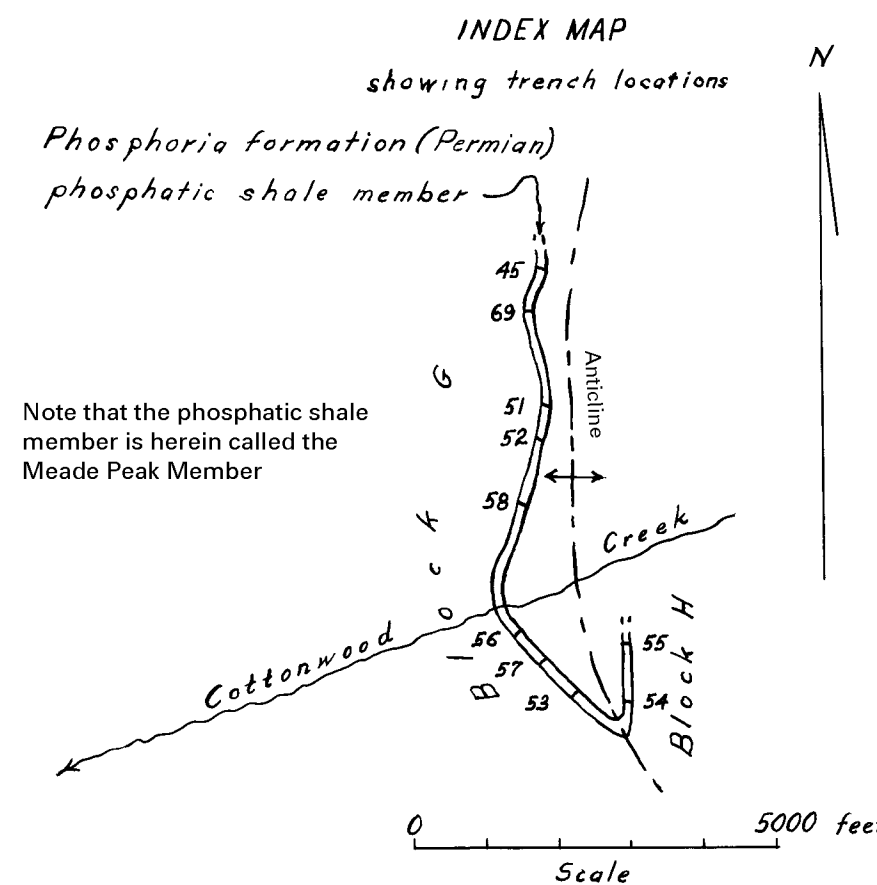 INDEX MAP
showing trench locations
N
Phosphoria formation (Permian)
phosphatic shale member
45
69
Anticline
Note that the phosphatic shale
member is herein called the
Meade Peak Member
51
52
58
Creek
Cottonwood
Block G
56
57
53
55
54
Block H
0
5000 feet
Scale